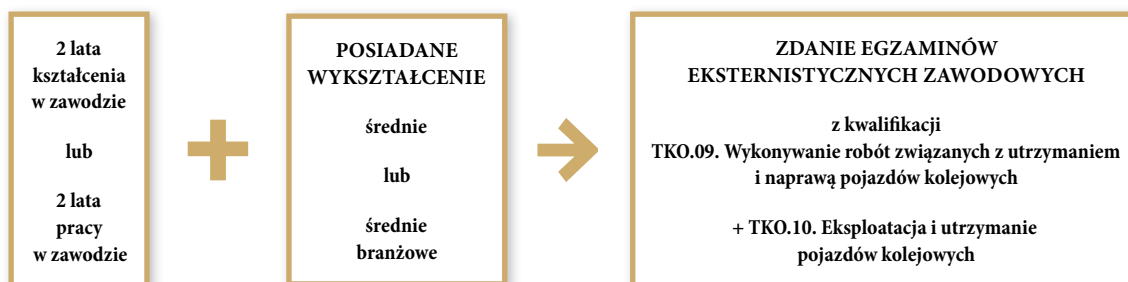 2 lata
kształcenia
w zawodzie
lub
2 lata
pracy
w zawodzie
POSIADANE
WYKSZTAŁCENIE
średnie
lub
średnie
branżowe
ZDANIE EGZAMINÓW
EKSTERNISTYCZNYCH ZAWODOWYCH
z kwalifikacji
TKO.09. Wykonywanie robót związanych z utrzymaniem
i naprawą pojazdów kolejowych
+ TKO.10. Eksploatacja i utrzymanie
pojazdów kolejowych